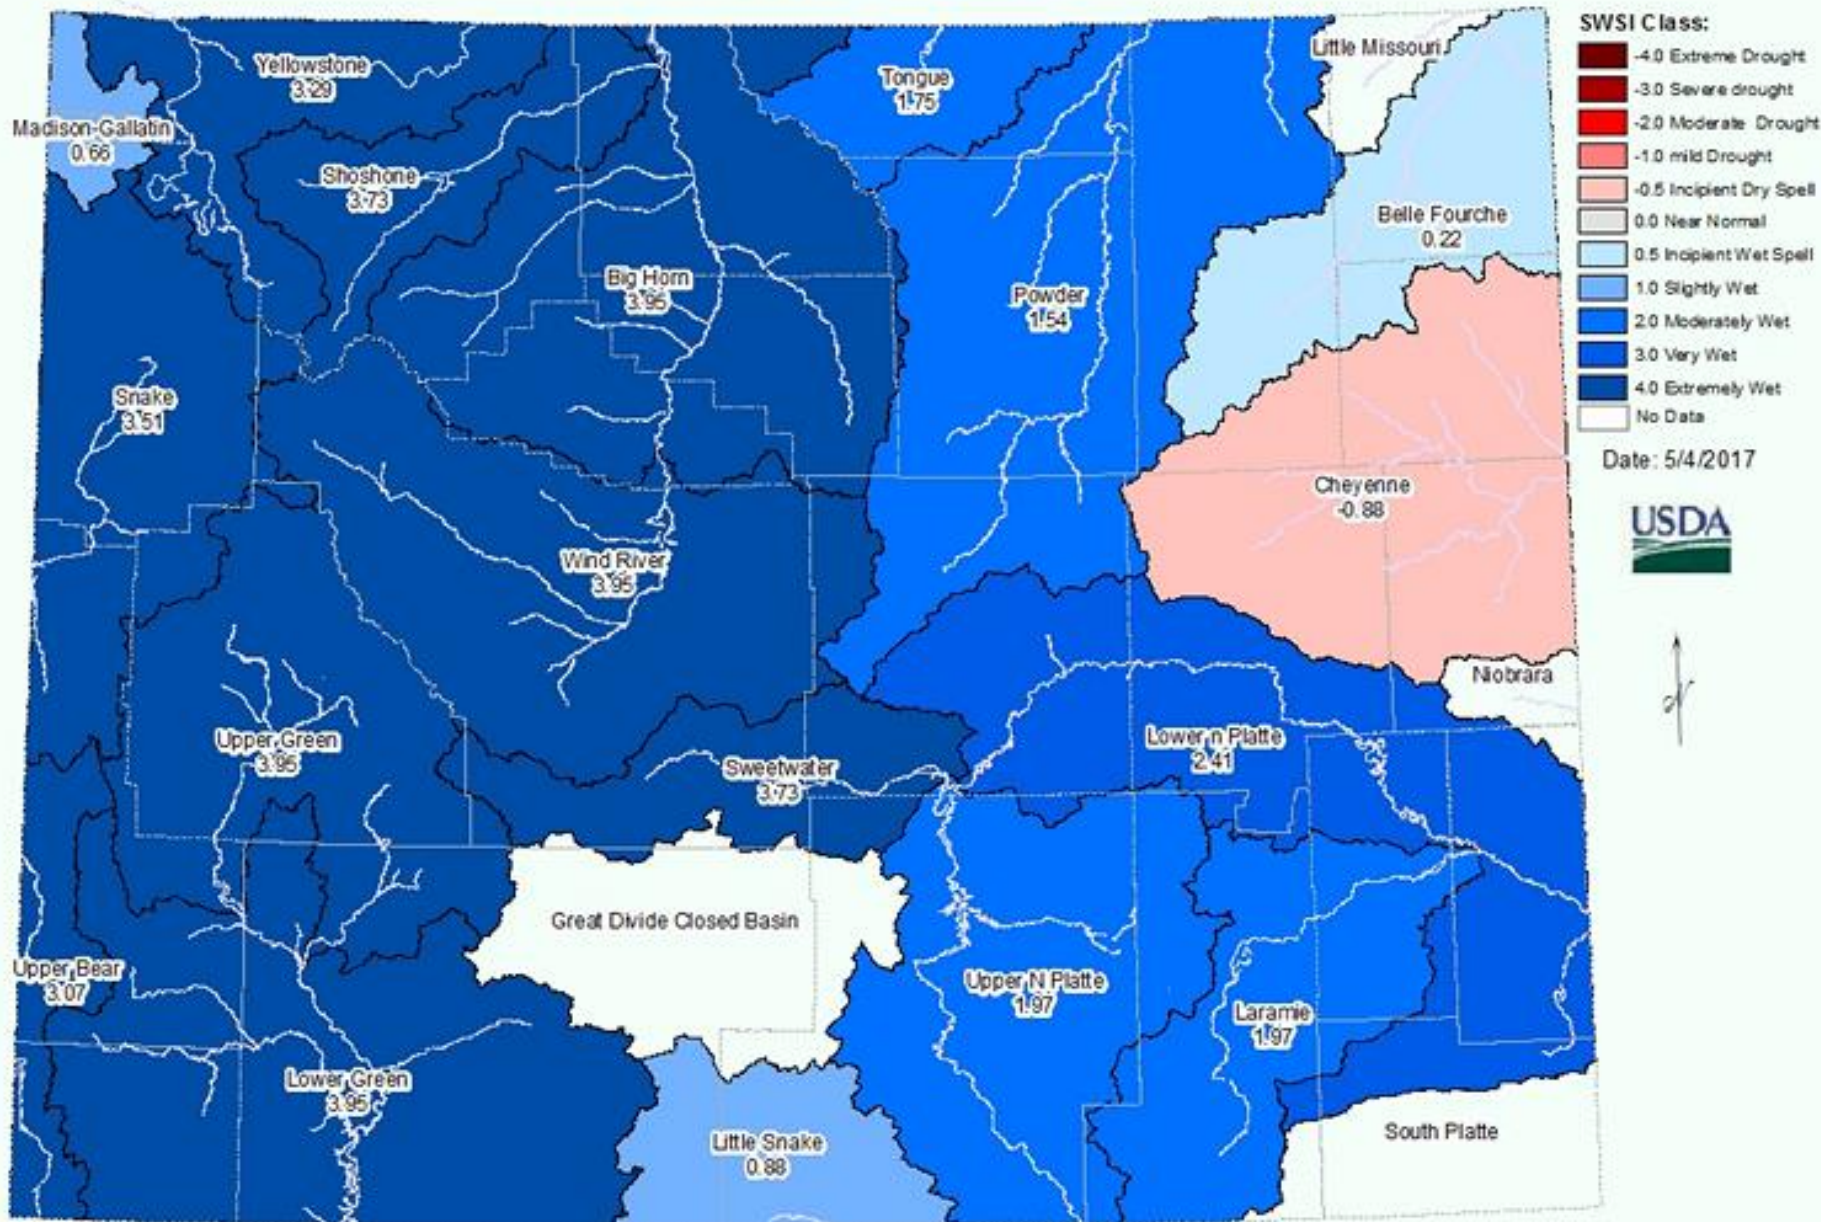 Yellowstone
3.29
Madison-Gallatin
0.66
Shoshone
3.73
Tongue
1.75
Little Missouri
Belle Fourche
0.22
Big Horn
3.95
Powder
1.54
Snake
3.51
Cheyenne
-0.88
Wind River
3.95
Niobrara
Upper Green
3.95
Sweetwater
3.73
Lower n Platte
2.41
Great Divide Closed Basin
Upper Bear
3.07
Upper N Platte
1.97
Laramie
1.97
Lower Green
3.95
Little Snake
0.88
South Platte
SWSI Class:
-4.0 Extreme Drought
-3.0 Severe drought
-2.0 Moderate Drought
-1.0 mild Drought
-0.5 Incipient Dry Spell
0.0 Near Normal
0.5 Incipient Wet Spell
1.0 Slightly Wet
2.0 Moderately Wet
3.0 Very Wet
4.0 Extremely Wet
No Data
Date: 5/4/2017
USDA
N